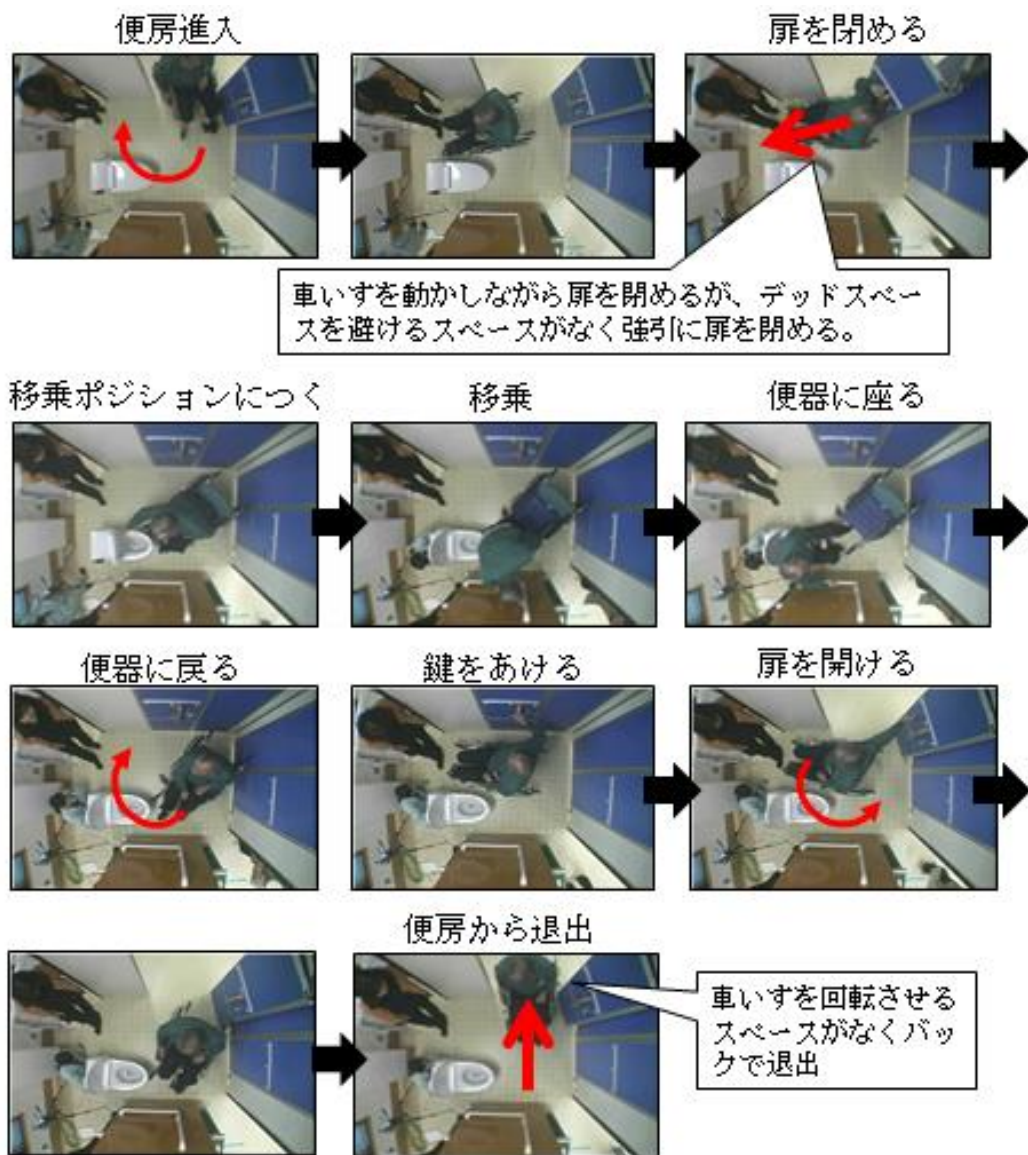 便房進入
扉を閉める
車いすを動かしながら扉を閉めるが、デッドスペー
スを避けるスペースがなく強引に扉を閉める。
移乗ポジションにつく
移乗
便器に座る
便器に戻る
鍵をあける
扉を開ける
便房から退出
車いすを回転させる
スペースがなくバッ
クで退出